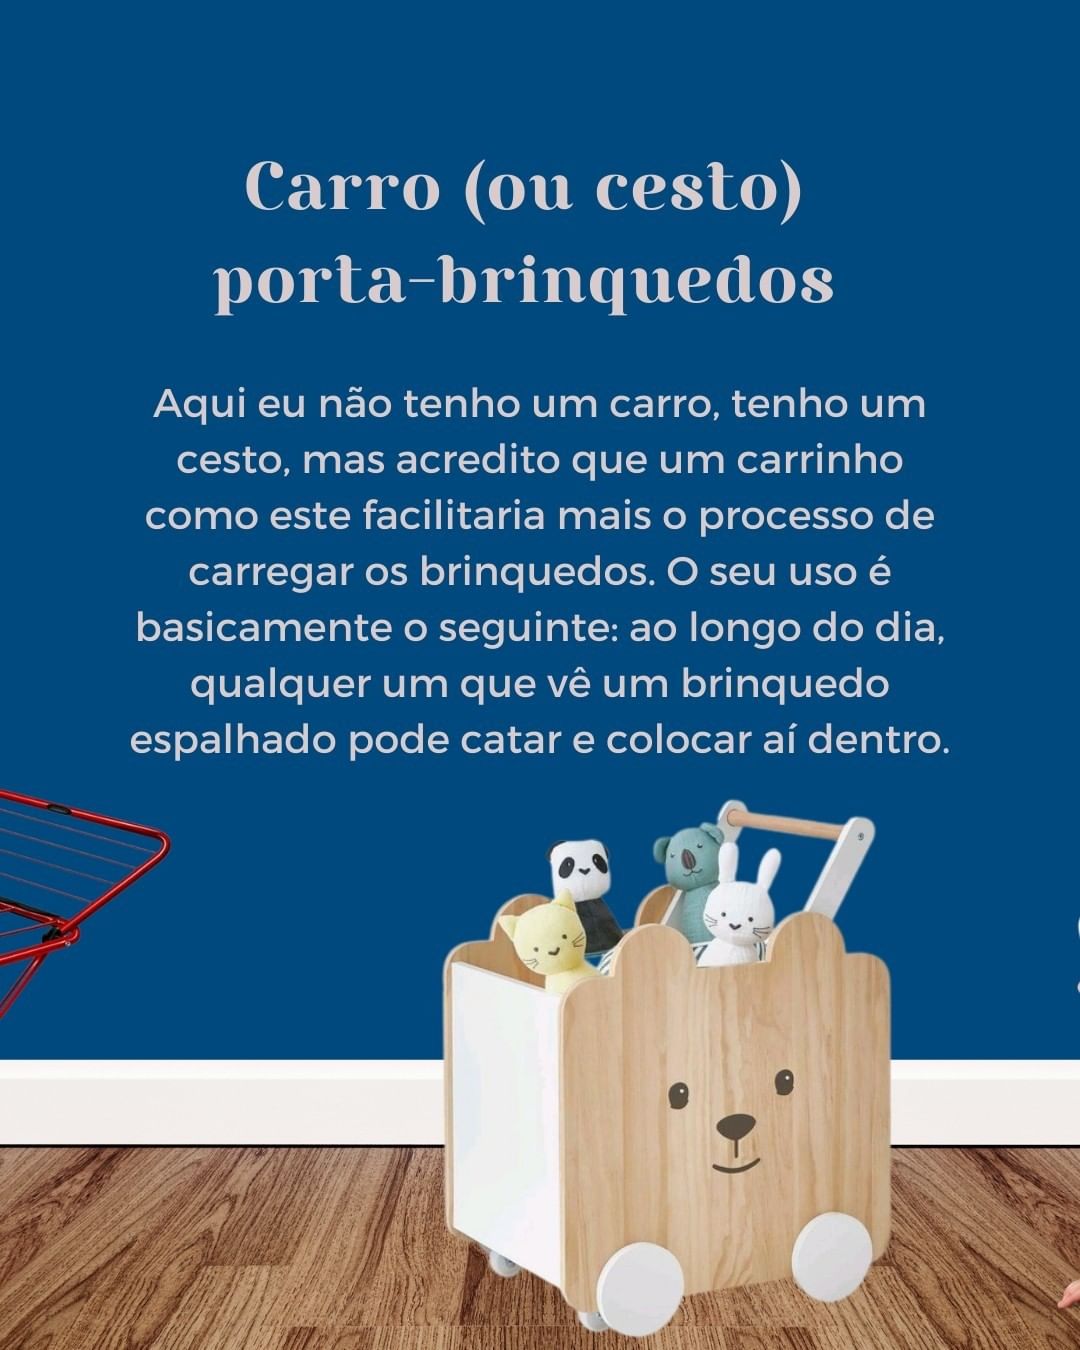 Carro (ou cesto)
porta-brinquedos
Aqui eu não tenho um carro, tenho um
cesto, mas acredito que um carrinho
como este facilitaria mais o processo de
carregar os brinquedos. O seu uso é
basicamente o seguinte: ao longo do dia,
qualquer um que vê um brinquedo
espalhado pode catar e colocar aí dentro.